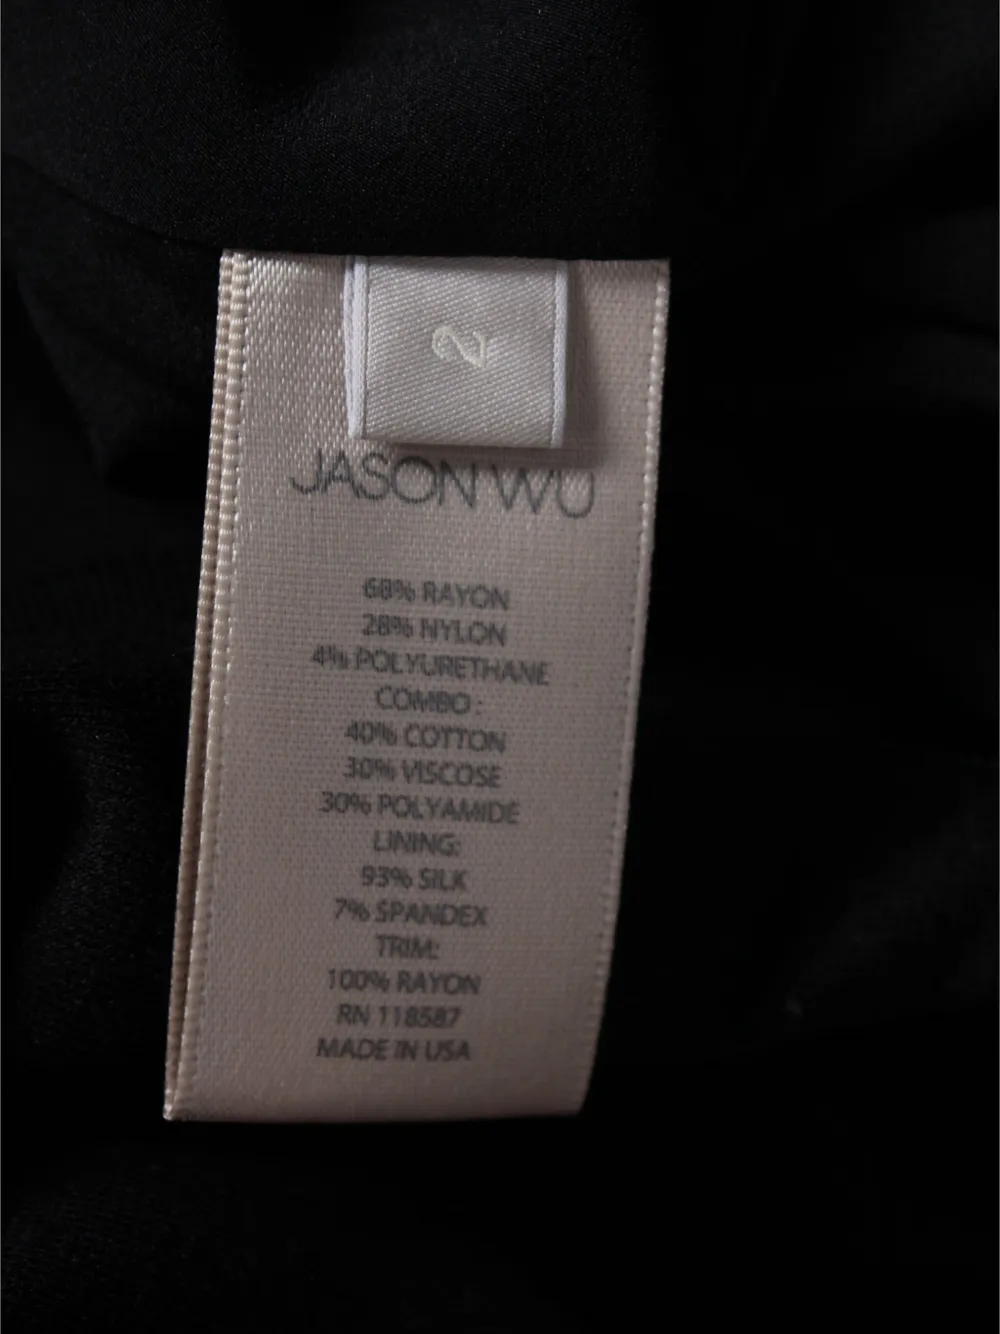 2
JASON WU
68% RAYON
28% NYLON
4% POLYURETHANE
COMBO:
40% COTTON
30% VISCOSE
30% POLYAMIDE
LINING:
93% SILK
7% SPANDEX
TRIM:
100% RAYON
RN 118587
MADE IN USA